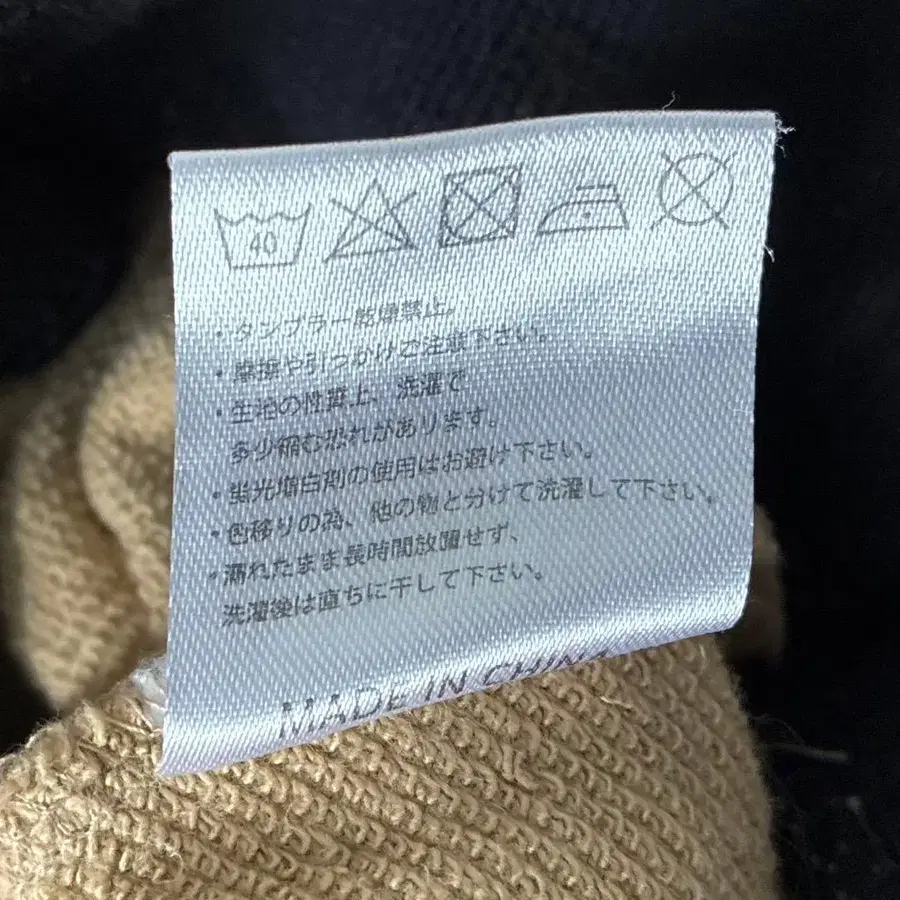 40
・タンブラー乾燥禁止。
・摩擦や引っかけご注意下さい。
・生活の性質上、洗濯で
多少縮む恐れがあります。
・蛍光増白剤の使用はお避け下い。
・色移りの為、他の物と分けて洗濯して下さい。
・濡れたまま長時間放置せず、
洗濯後は直ちに干して下さい。
MADE IN CHINA